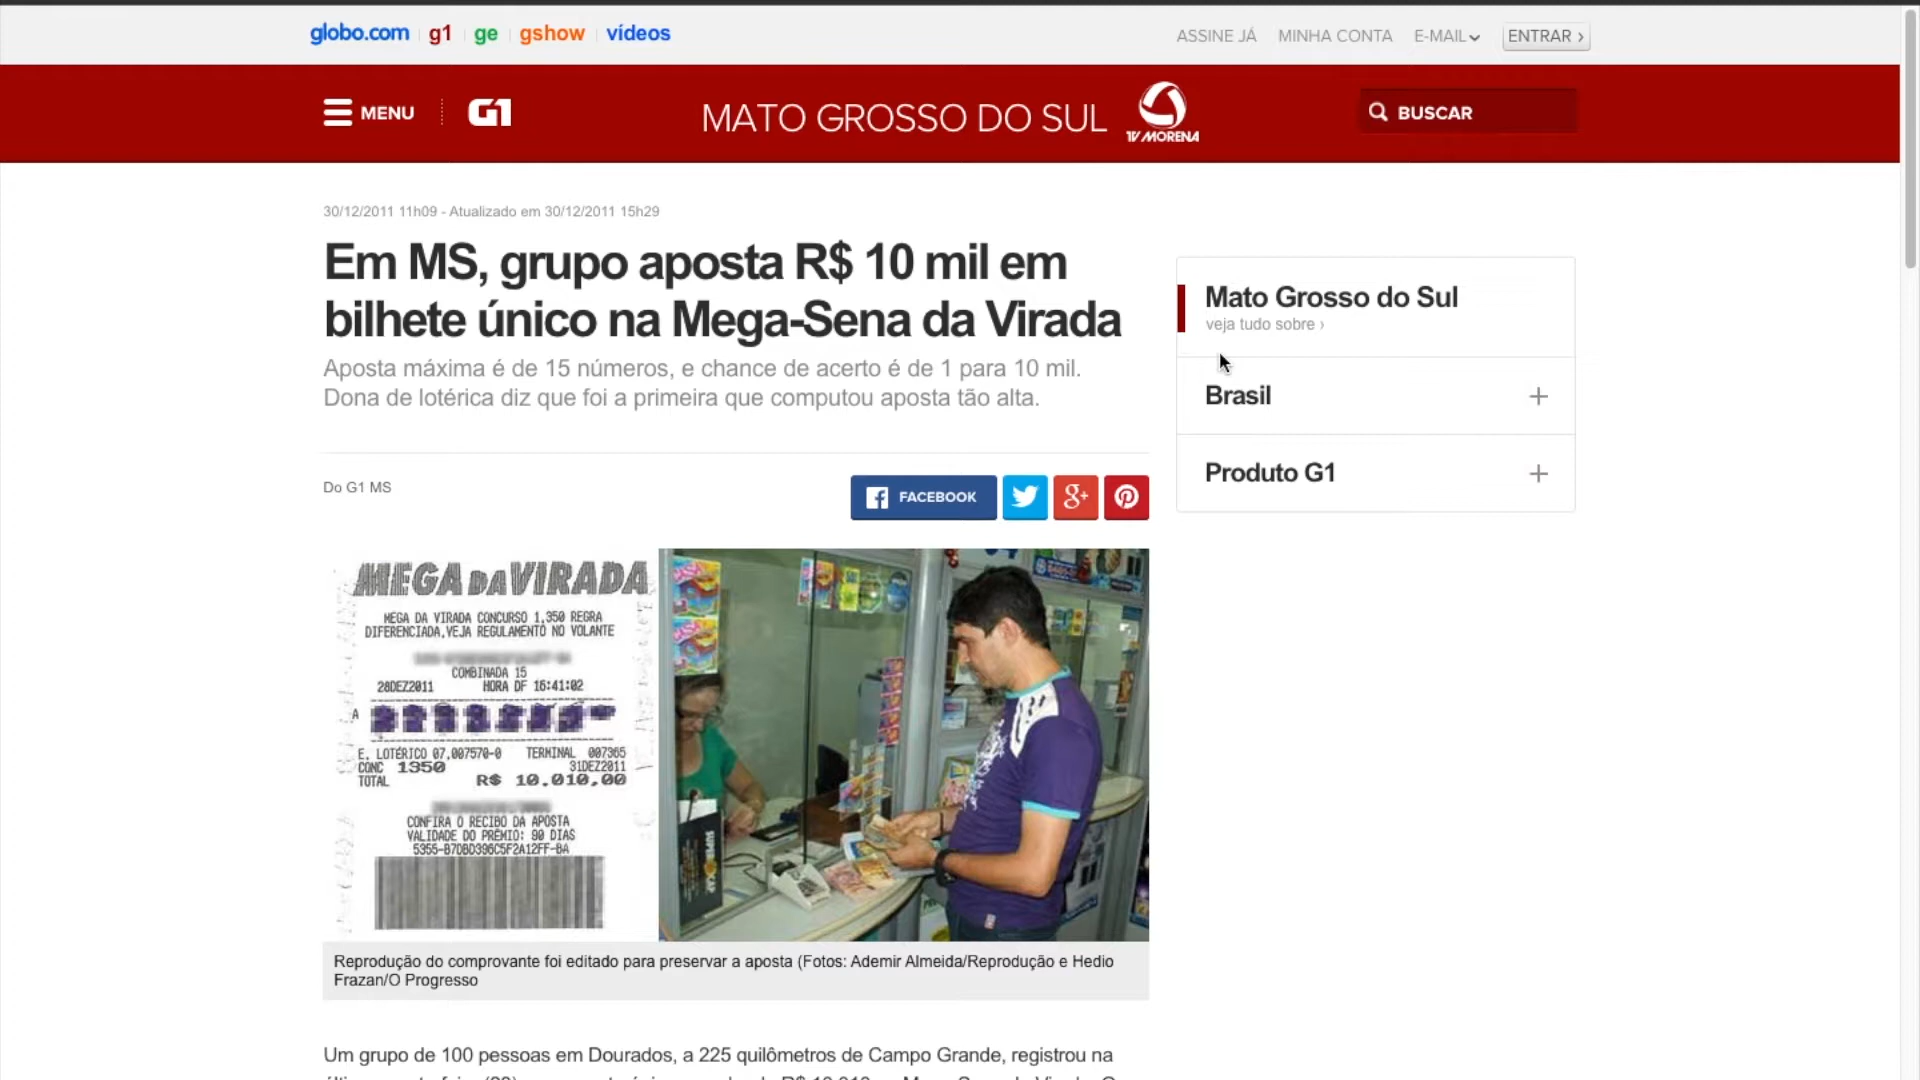 globo.com g1 ge gshow vídeos
ASSINE JÁ MINHA CONTA E-MAIL ENTRAR ›
MENU G1 MATO GROSSO DO SUL TV MORENA BUSCAR
30/12/2011 11h09 - Atualizado em 30/12/2011 15h29
Em MS, grupo aposta R$ 10 mil em
bilhete único na Mega-Sena da Virada
Aposta máxima é de 15 números, e chance de acerto é de 1 para 10 mil.
Dona de lotérica diz que foi a primeira que computou aposta tão alta.
Mato Grosso do Sul
veja tudo sobre ›
Brasil +
Produto G1 +
Do G1 MS
FACEBOOK
g+
MEGA DA VIRADA
MEGA DA VIRADA CONCURSO 1.350 REGRA
DIFERENCIADA,VEJA REGULAMENTO NO VOLANTE
COMBINADA 15
28DEZ2011 HORA DF 16:41:02
A
E. LOTÉRICO 07.007570-0 TERMINAL 007365
CONC 1350 31DEZ2011
TOTAL R$ 10.010,00
CONFIRA O RECIBO DA APOSTA
VALIDADE DO PRÊMIO: 90 DIAS
5355-B7DBD396C5F2A12FF-BA
Reprodução do comprovante foi editado para preservar a aposta (Fotos: Ademir Almeida/Reprodução e Hedio
Frazan/O Progresso
Um grupo de 100 pessoas em Dourados, a 225 quilômetros de Campo Grande, registrou na